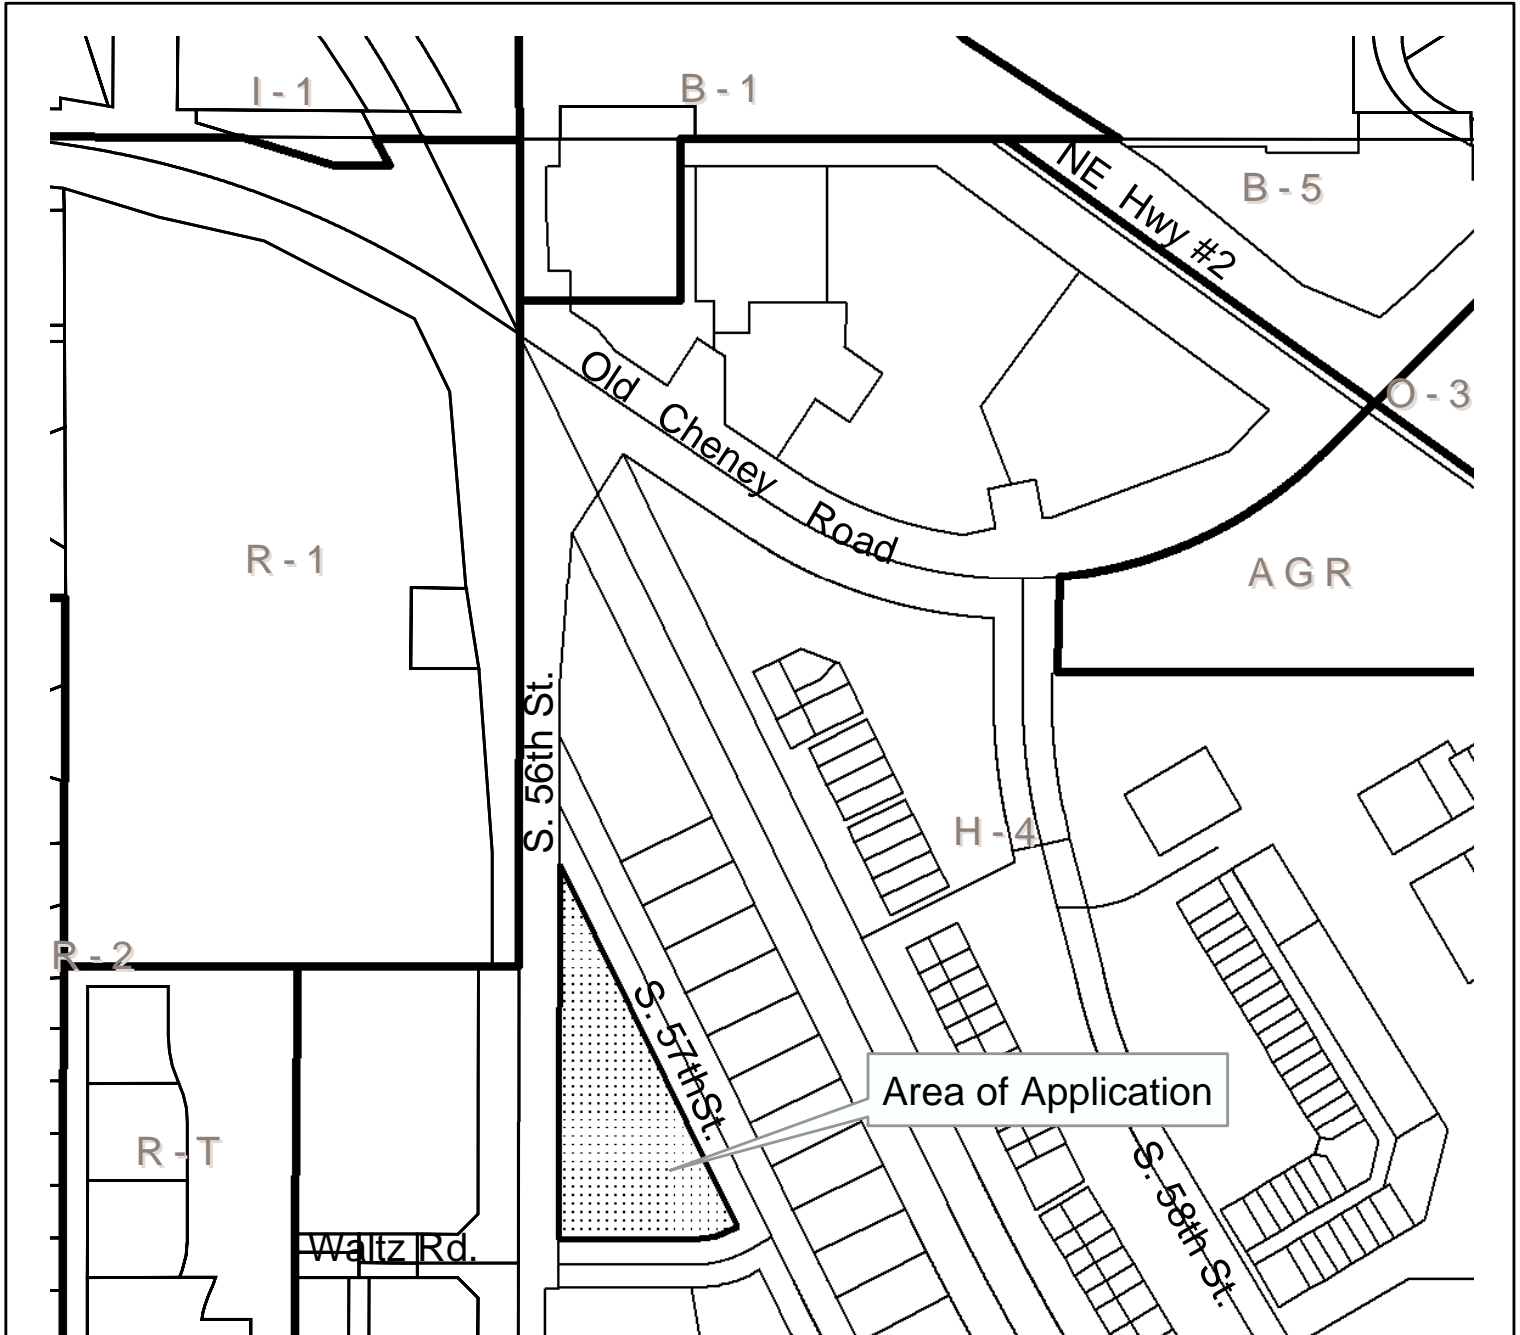 I - 1
B - 1
NE Hwy #2
B - 5
Old Cheney Road
O - 3
R - 1
A G R
S. 56th St.
H - 4
R - 2
S. 57thSt.
Area of Application
R - T
S. 58th St.
Waltz Rd.